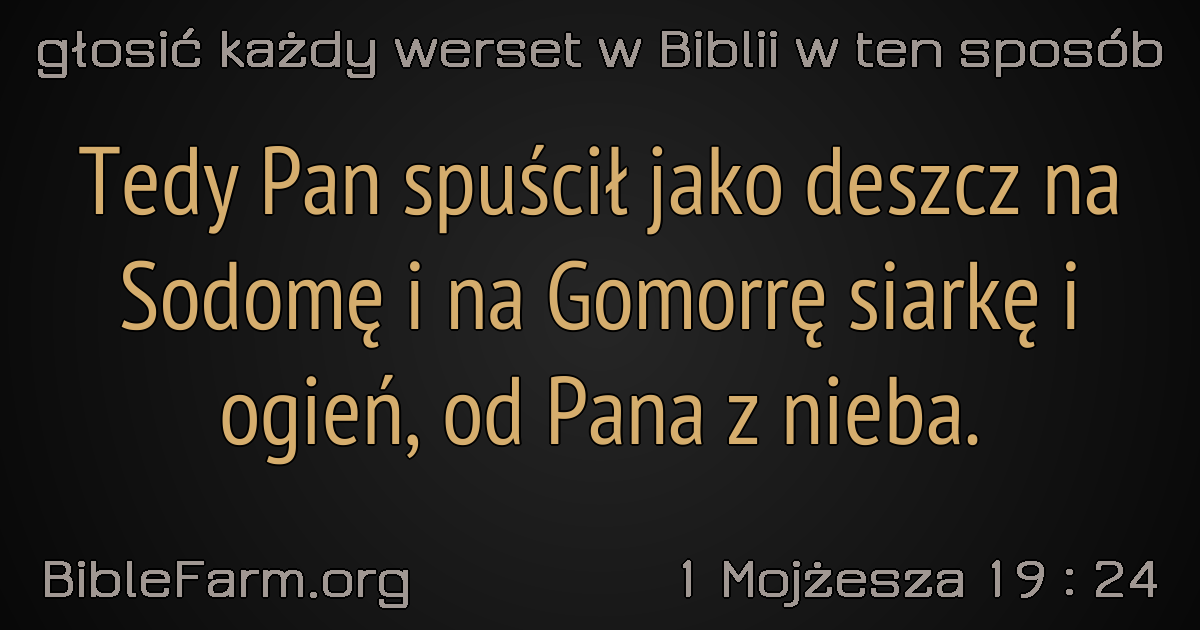 głosić każdy werset w Biblii w ten sposób
Tedy Pan spuścił jako deszcz na
Sodomę i na Gomorrę siarkę i
ogień, od Pana z nieba.
BibleFarm.org
1 Mojżesza 19 : 24